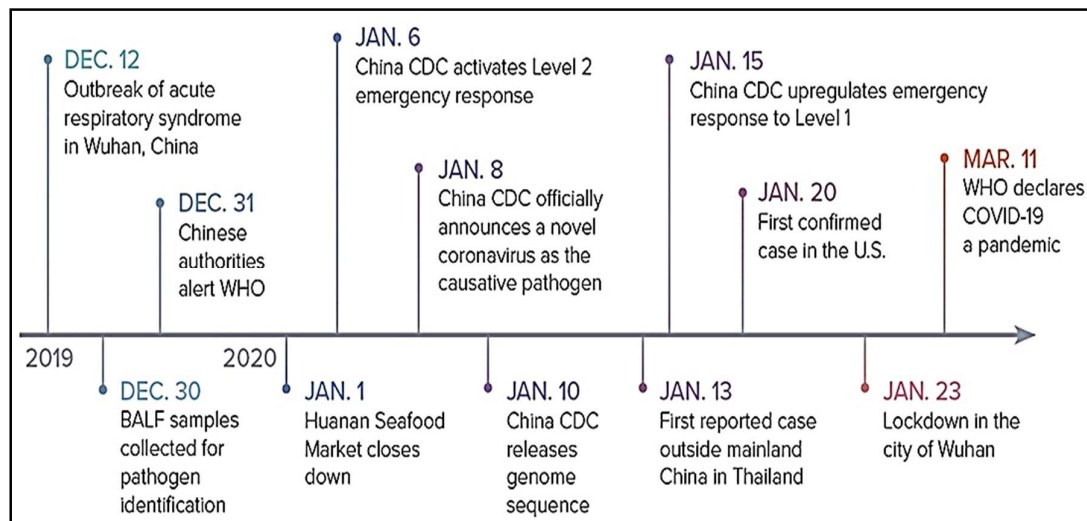 DEC. 12
Outbreak of acute
respiratory syndrome
in Wuhan, China
DEC. 31
Chinese
authorities
alert WHO
JAN. 6
China CDC activates Level 2
emergency response
JAN. 8
China CDC officially
announces a novel
coronavirus as the
causative pathogen
JAN. 15
China CDC upregulates emergency
response to Level 1
JAN. 20
First confirmed
case in the U.S.
MAR. 11
WHO declares
COVID-19
a pandemic
2019
2020
DEC. 30
BALF samples
collected for
pathogen
identification
JAN. 1
Huanan Seafood
Market closes
down
JAN. 10
China CDC
releases
genome
sequence
JAN. 13
First reported case
outside mainland
China in Thailand
JAN. 23
Lockdown in the
city of Wuhan